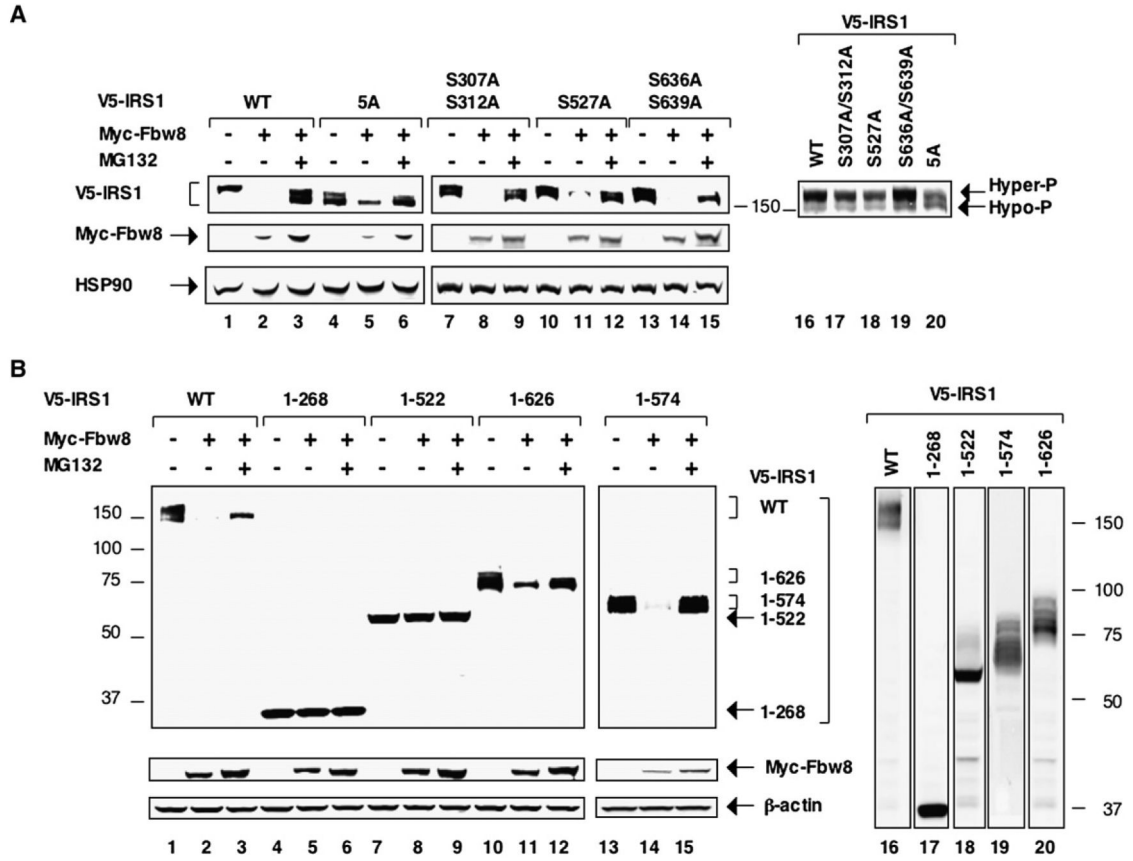 A
V5-IRS1
S307A S636A
V5-IRS1 WT 5A S312A S527A S639A
Myc-Fbw8 - + + - + + - + + - + + - + +
MG132 - - + - - + - - + - - + - - +
WT S307A/S312A S527A S636A/S639A 5A
V5-IRS1
Hyper-P
150 Hypo-P
Myc-Fbw8
HSP90
1 2 3 4 5 6 7 8 9 10 11 12 13 14 15 16 17 18 19 20
B
V5-IRS1 WT 1-268 1-522 1-626 1-574 V5-IRS1
Myc-Fbw8 - + + - + + - + + - + + - + +
MG132 - - + - - + - - + - - + - - +
V5-IRS1
WT 1-268 1-522 1-574 1-626
150 WT 150
100 100
75 1-626 75
1-574
50 1-522
50
37 1-268
Myc-Fbw8
β-actin 37
1 2 3 4 5 6 7 8 9 10 11 12 13 14 15 16 17 18 19 20